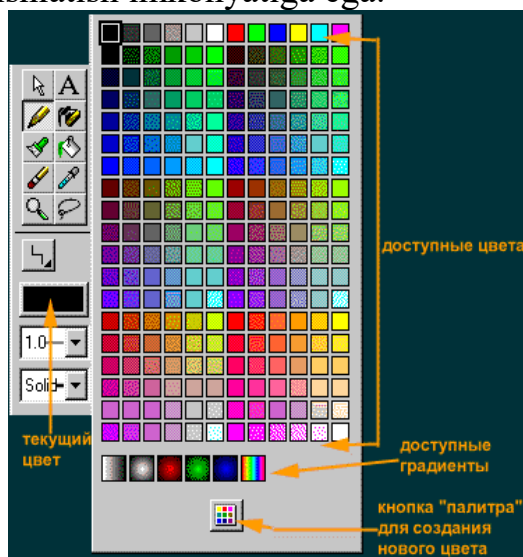 A
доступные цвета
1.0
Solid
текущий
цвет
доступные
градиенты
кнопка "палитра"
для создания
нового цвета